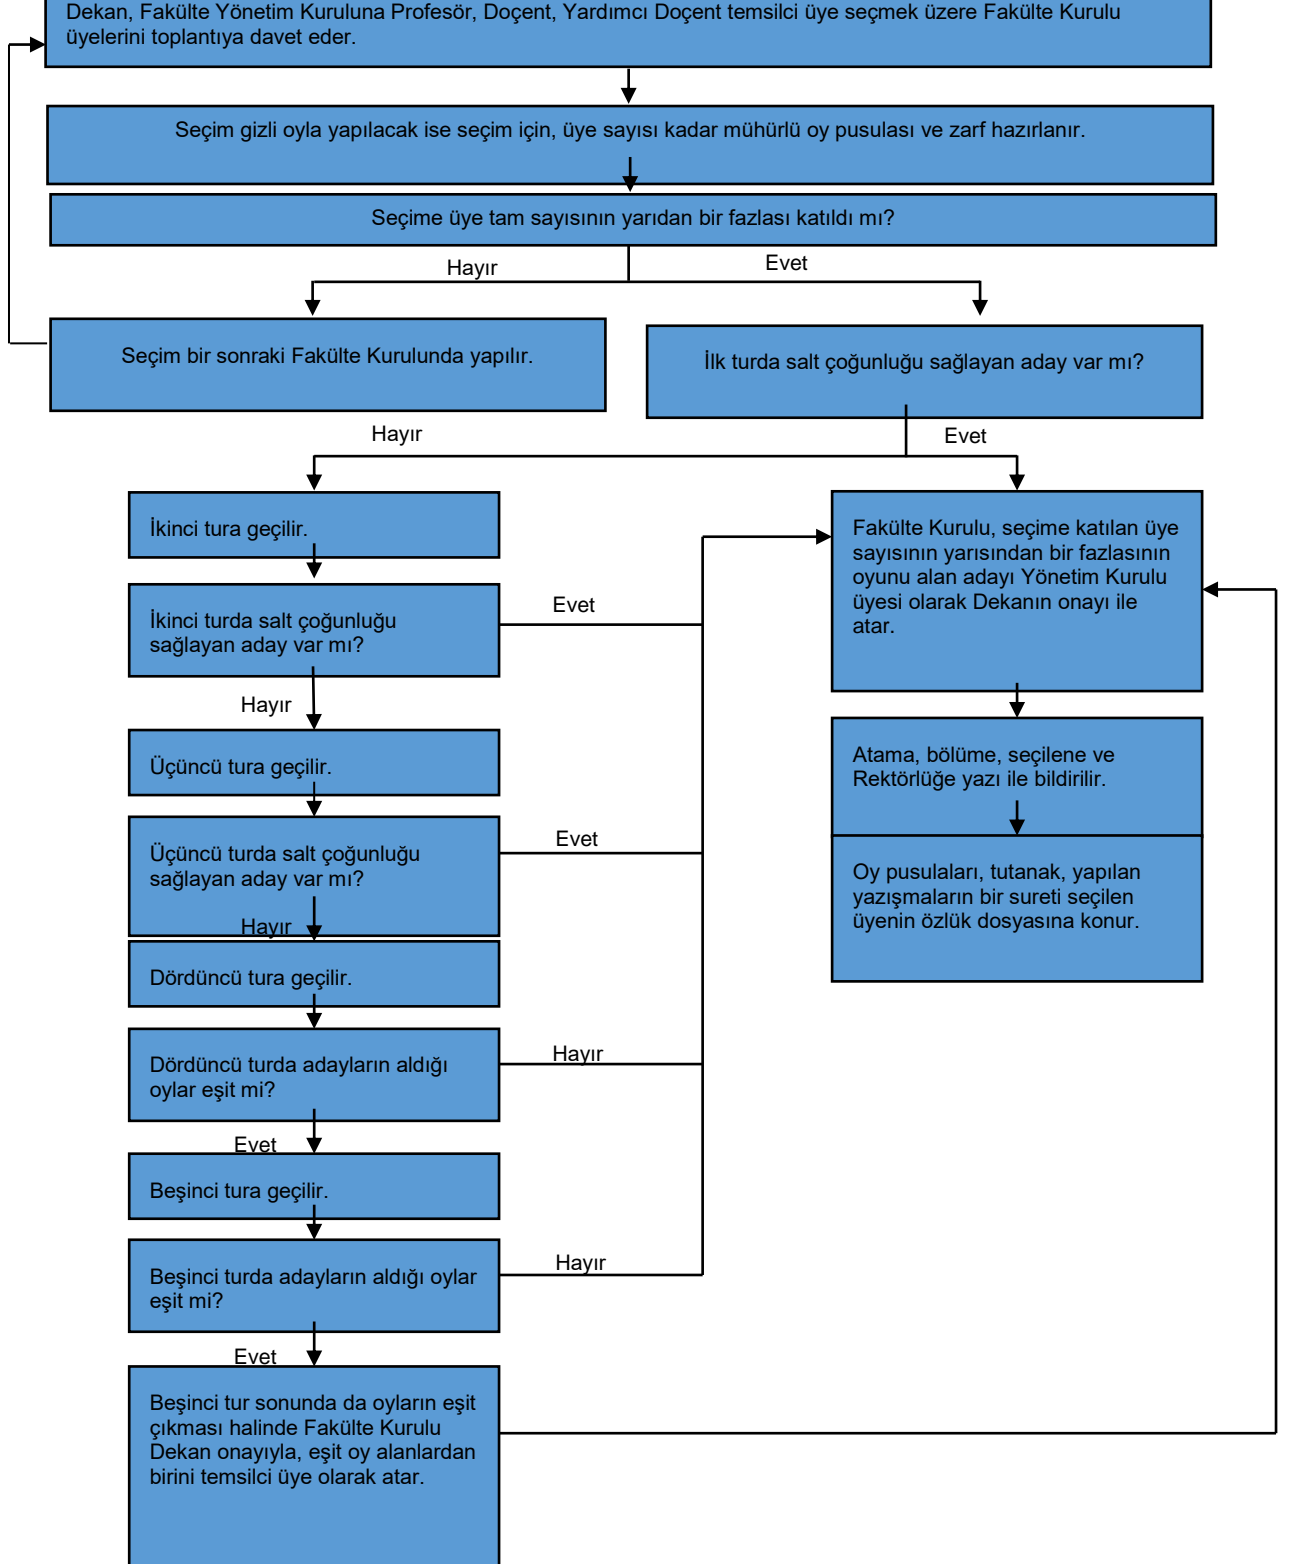 Dekan, Fakülte Yönetim Kuruluna Profesör, Doçent, Yardımcı Doçent temsilci üye seçmek üzere Fakülte Kurulu
üyelerini toplantıya davet eder.
Seçim gizli oyla yapılacak ise seçim için, üye sayısı kadar mühürlü oy pusulası ve zarf hazırlanır.
Seçime üye tam sayısının yarıdan bir fazlası katıldı mı?
Hayır
Evet
Seçim bir sonraki Fakülte Kurulunda yapılır.
İlk turda salt çoğunluğu sağlayan aday var mı?
Hayır
Evet
İkinci tura geçilir.
İkinci turda salt çoğunluğu
sağlayan aday var mı?
Evet
Hayır
Üçüncü tura geçilir.
Üçüncü turda salt çoğunluğu
sağlayan aday var mı?
Evet
Hayır
Dördüncü tura geçilir.
Dördüncü turda adayların aldığı
oylar eşit mi?
Hayır
Evet
Beşinci tura geçilir.
Beşinci turda adayların aldığı oylar
eşit mi?
Hayır
Evet
Beşinci tur sonunda da oyların eşit
çıkması halinde Fakülte Kurulu
Dekan onayıyla, eşit oy alanlardan
birini temsilci üye olarak atar.
Fakülte Kurulu, seçime katılan üye
sayısının yarısından bir fazlasının
oyunu alan adayı Yönetim Kurulu
üyesi olarak Dekanın onayı ile
atar.
Atama, bölüme, seçilene ve
Rektörlüğe yazı ile bildirilir.
Oy pusulaları, tutanak, yapılan
yazışmaların bir sureti seçilen
üyenin özlük dosyasına konur.